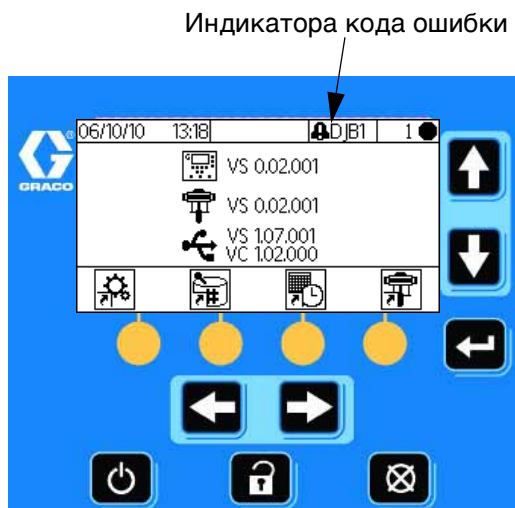 Индикатора кода ошибки
06/10/10 13:18 DJB1 1
GRACO
VS 0.02.001
VS 0.02.001
VS 1.07.001
VC 1.02.000